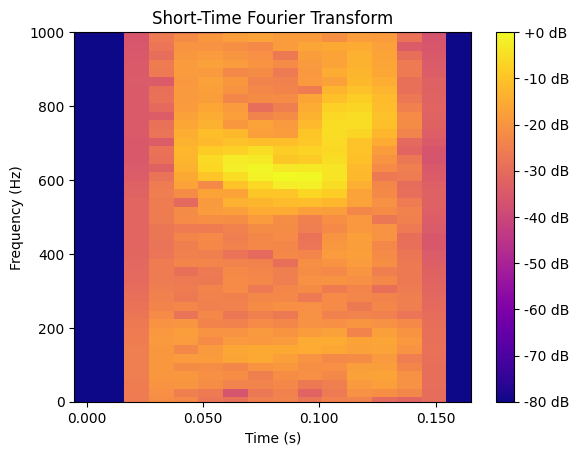 Short-Time Fourier Transform
1000
800
600
400
200
0
Frequency (Hz)
0.000
0.050
0.100
0.150
Time (s)
+0 dB
-10 dB
-20 dB
-30 dB
-40 dB
-50 dB
-60 dB
-70 dB
-80 dB